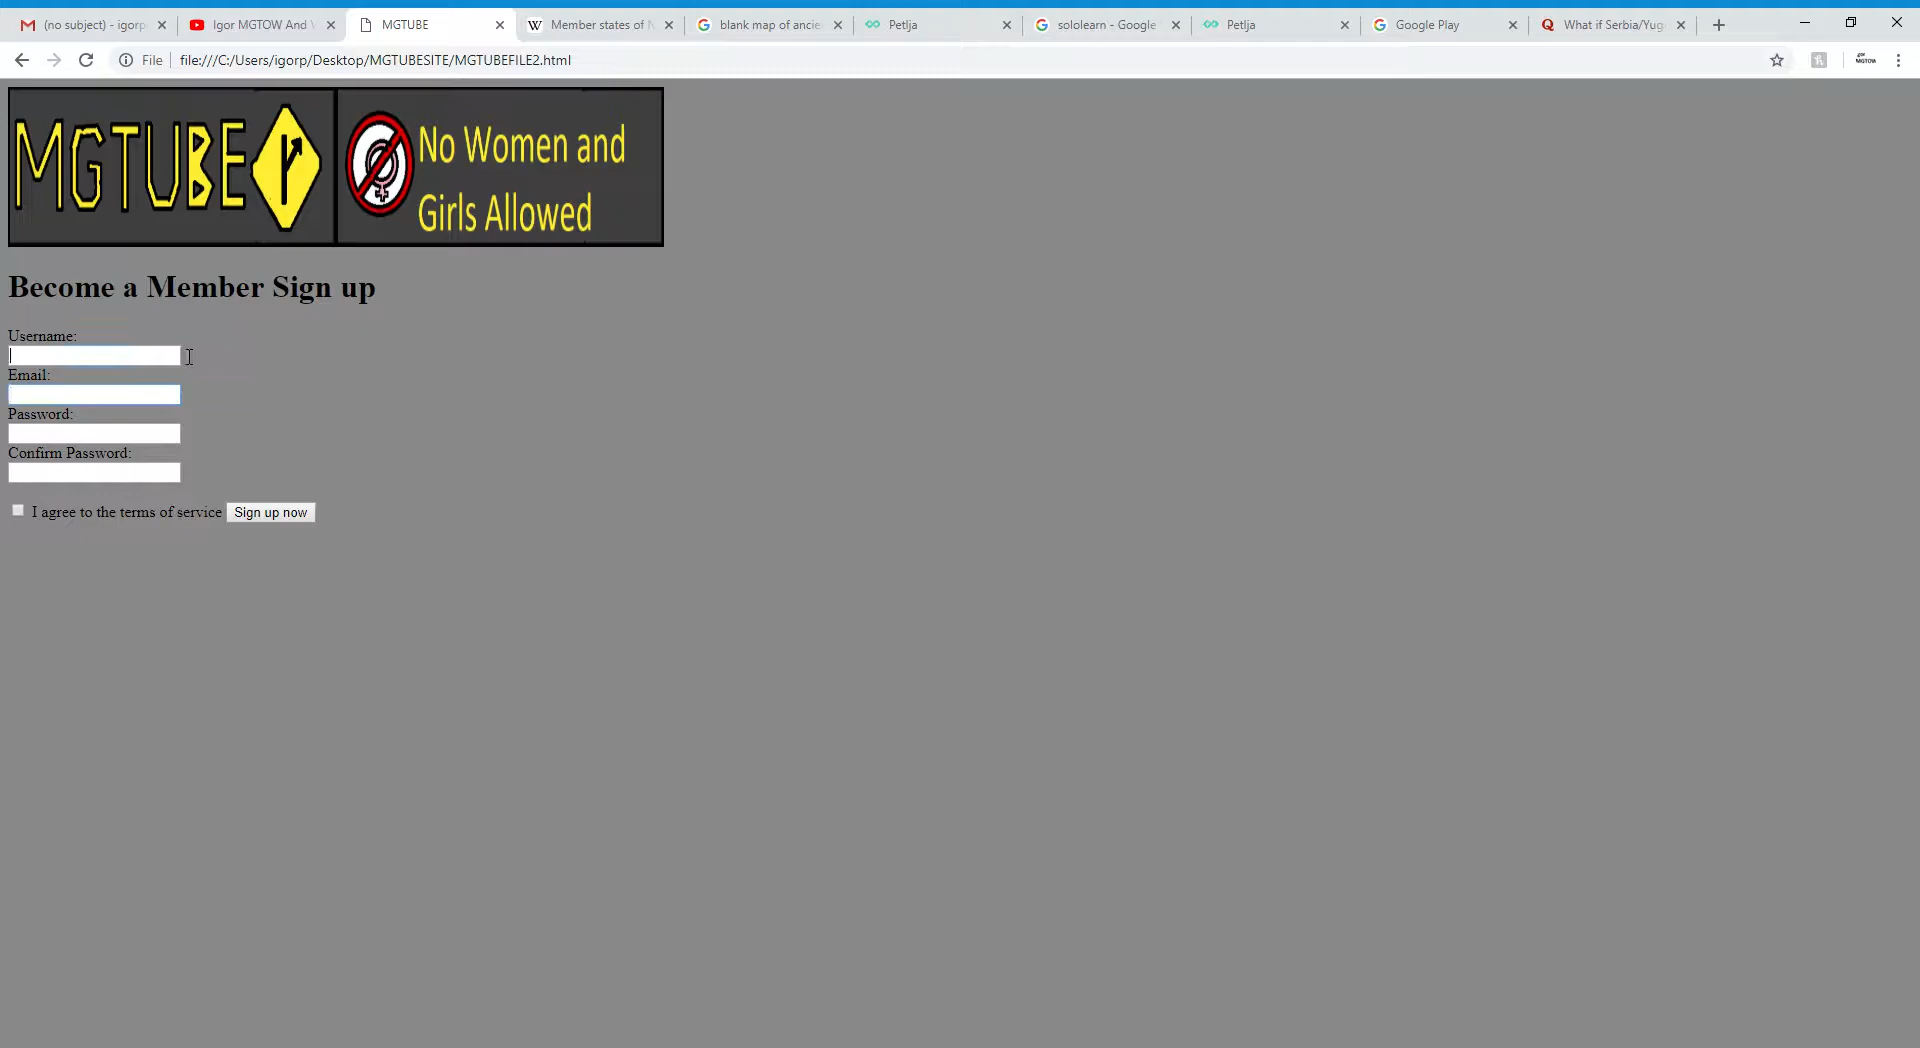 (no subject) - igorp
Igor MGTOW And V
MGTUBE
Member states of N
blank map of ancie
Petlja
sololearn - Google
Petlja
Google Play
What if Serbia/Yug
File
file:///C:/Users/igorp/Desktop/MGTUBESITE/MGTUBEFILE2.html
MGTOW
MGTUBE
No Women and
Girls Allowed
Become a Member Sign up
Username:
Email:
Password:
Confirm Password:
I agree to the terms of service Sign up now